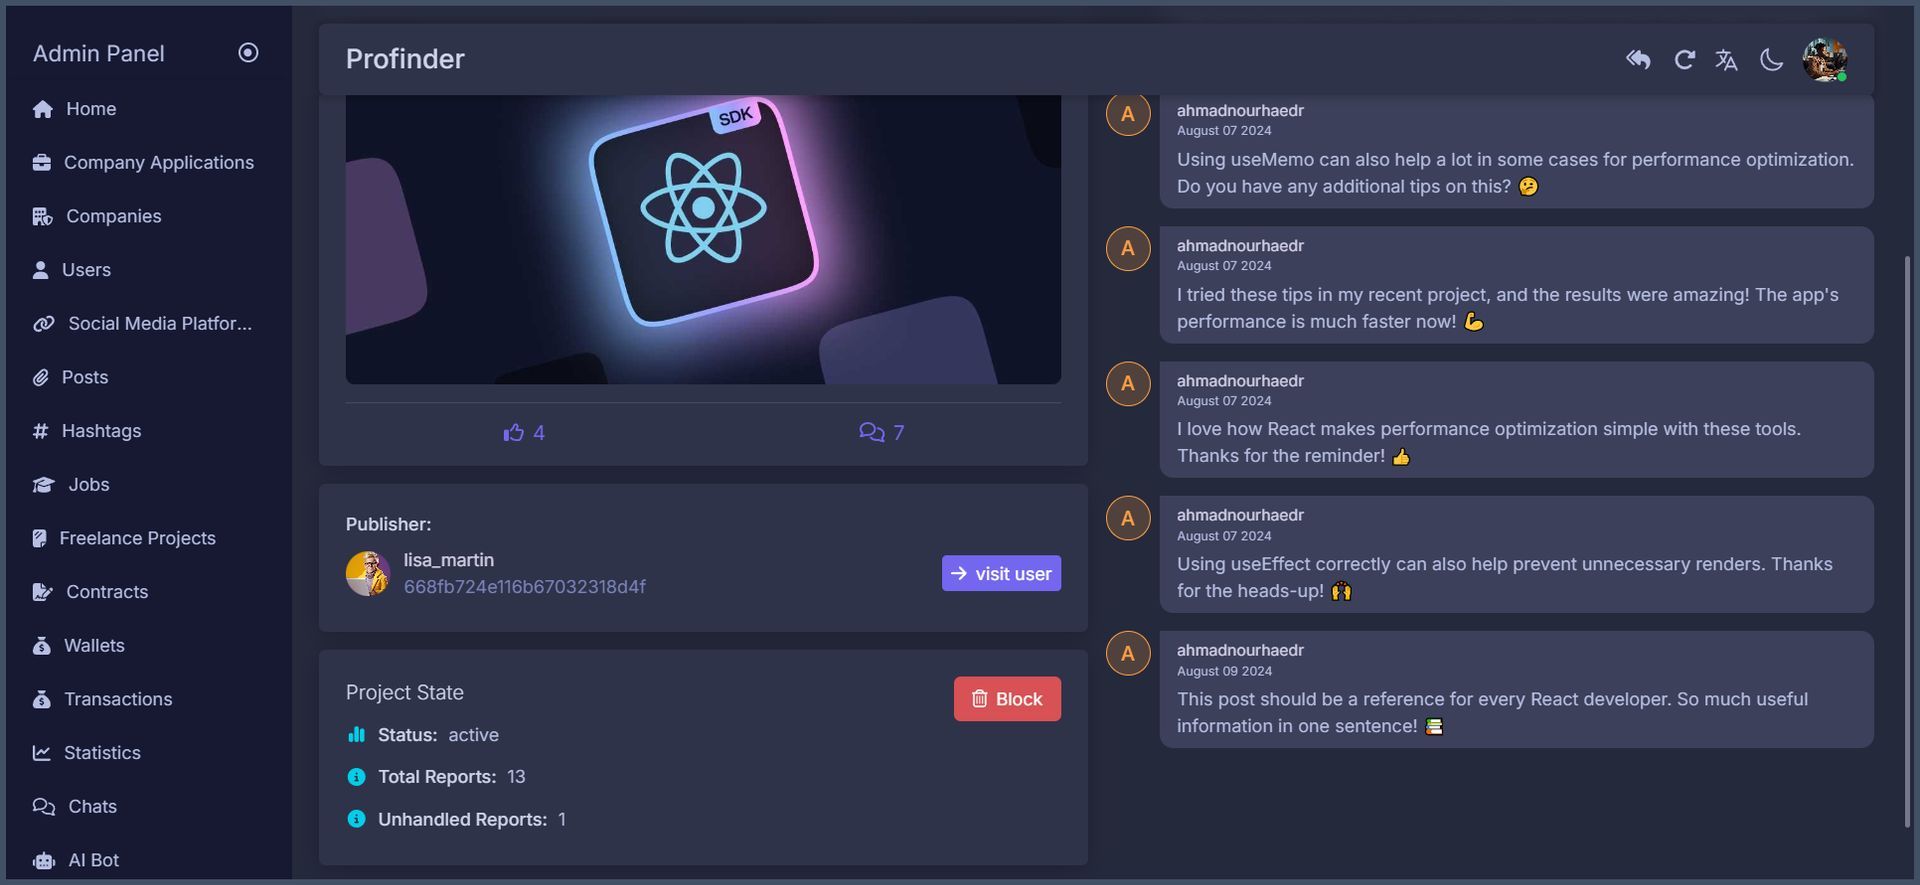 Admin Panel
Home
Company Applications
Companies
Users
Social Media Platfor...
Posts
Hashtags
Jobs
Freelance Projects
Contracts
Wallets
Transactions
Statistics
Chats
AI Bot
Profinder
SDK
4
7
Publisher:
lisa_martin
668fb724e116b67032318d4f
visit user
Project State
Block
Status: active
Total Reports: 13
Unhandled Reports: 1
A
ahmadnourhaedr
August 07 2024
Using useMemo can also help a lot in some cases for performance optimization.
Do you have any additional tips on this? 🤔
A
ahmadnourhaedr
August 07 2024
I tried these tips in my recent project, and the results were amazing! The app's
performance is much faster now! 💪
A
ahmadnourhaedr
August 07 2024
I love how React makes performance optimization simple with these tools.
Thanks for the reminder! 👍
A
ahmadnourhaedr
August 07 2024
Using useEffect correctly can also help prevent unnecessary renders. Thanks
for the heads-up! 🙌
A
ahmadnourhaedr
August 09 2024
This post should be a reference for every React developer. So much useful
information in one sentence! 📚